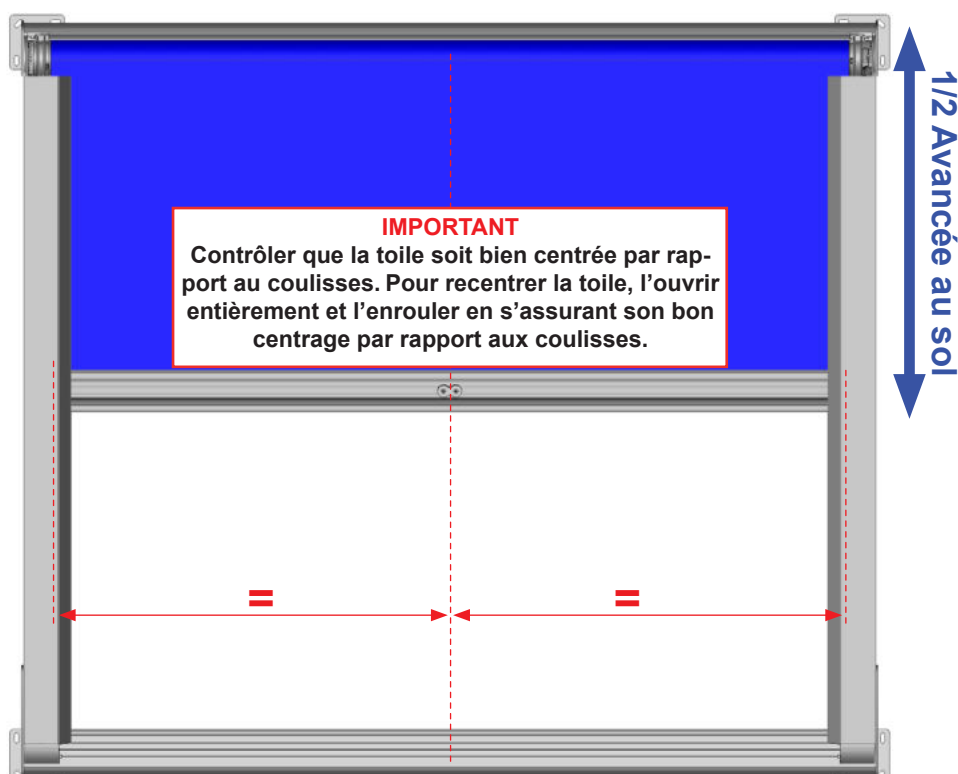 IMPORTANT
Contrôler que la toile soit bien centrée par rap-
port au coulisses. Pour recentrer la toile, l’ouvrir
entièrement et l’enrouler en s’assurant son bon
centrage par rapport aux coulisses.
1/2 Avancée au sol
= =